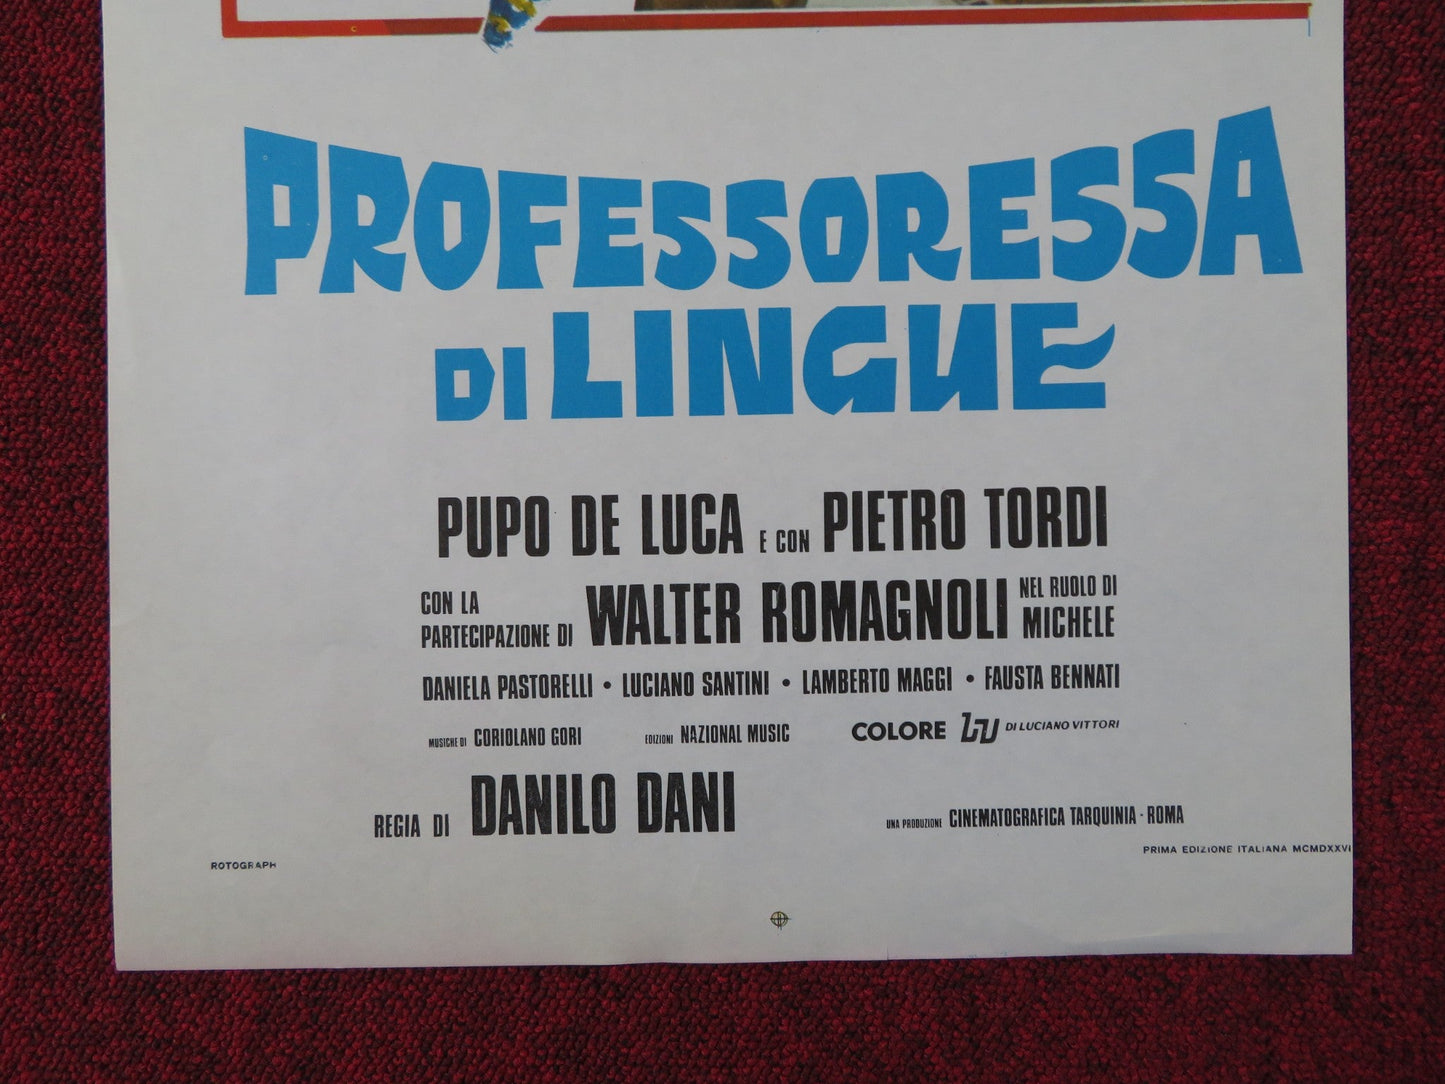 PROFESSORESSA
DI LINGUE
PUPO DE LUCA E CON PIETRO TORDI
CON LA PARTECIPAZIONE DI WALTER ROMAGNOLI NEL RUOLO DI MICHELE
DANIELA PASTORELLI • LUCIANO SANTINI • LAMBERTO MAGGI • FAUSTA BENNATI
MUSICHE DI CORIOLANO GORI EDIZIONI NAZIONAL MUSIC COLORE LV DI LUCIANO VITTORI
REGIA DI DANILO DANI
UNA PRODUZIONE CINEMATOGRAFICA TARQUINIA - ROMA
PRIMA EDIZIONE ITALIANA MCMDXXVI
ROTOGRAPH